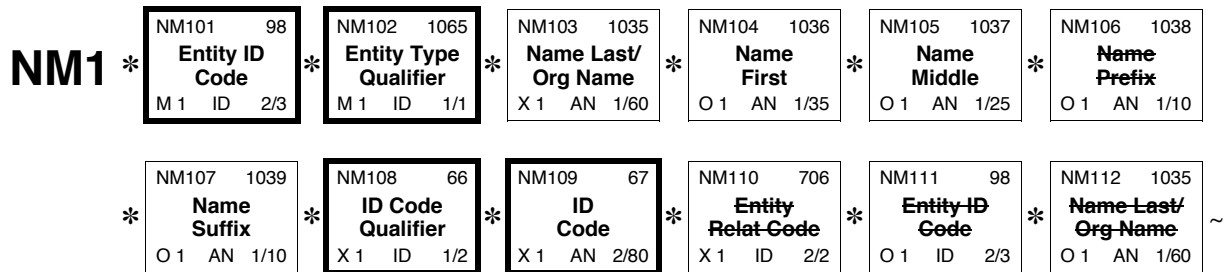 NM1 * NM101 98 * NM102 1065 * NM103 1035 * NM104 1036 * NM105 1037 * NM106 1038
Entity ID Entity Type Name Last/ Name Name Name
Code Qualifier Org Name First Middle Prefix
M 1 ID 2/3 M 1 ID 1/1 X 1 AN 1/60 O 1 AN 1/35 O 1 AN 1/25 O 1 AN 1/10
* NM107 1039 * NM108 66 * NM109 67 * NM110 706 * NM111 98 * NM112 1035 ~
Name ID Code ID Entity Entity ID Name Last/
Suffix Qualifier Code Relat Code Code Org Name
O 1 AN 1/10 X 1 ID 1/2 X 1 AN 2/80 X 1 ID 2/2 O 1 ID 2/3 O 1 AN 1/60